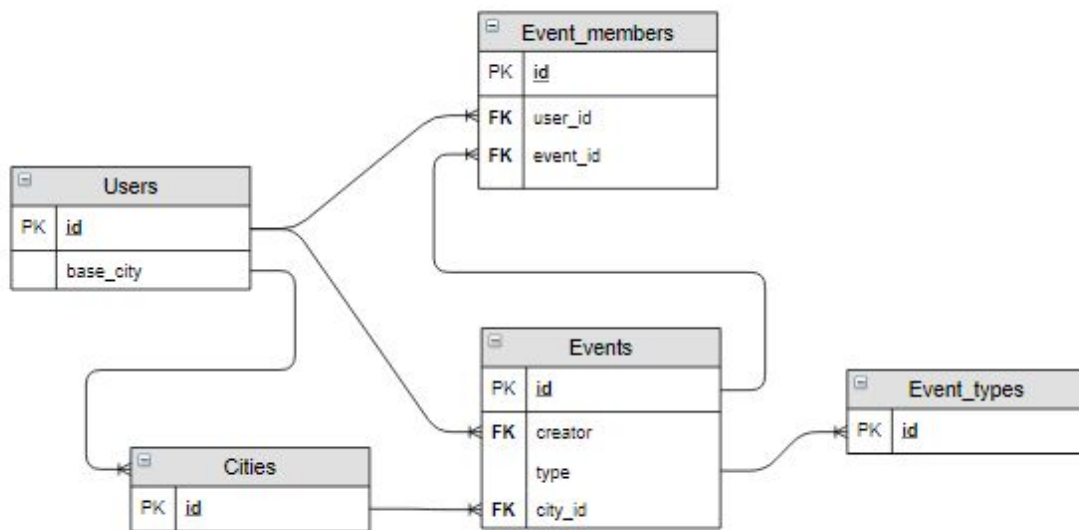 Event_members
PK id
FK user_id
FK event_id
Users
PK id
base_city
Events
PK id
FK creator
type
FK city_id
Event_types
PK id
Cities
PK id